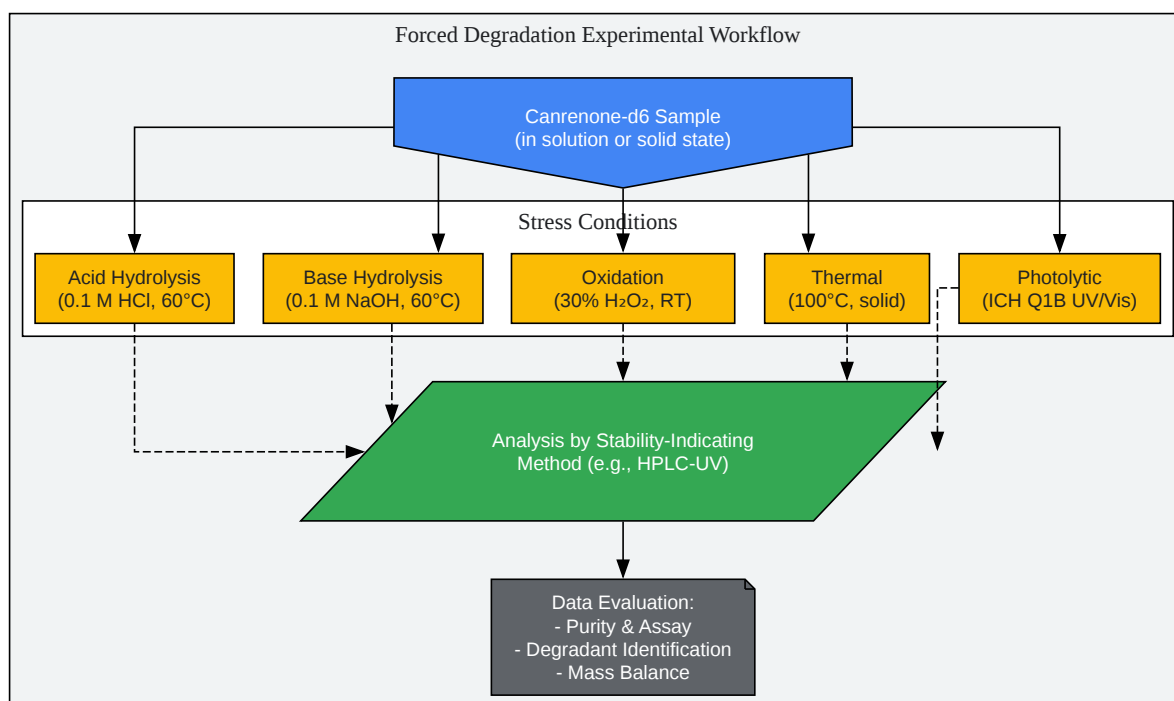 Forced Degradation Experimental Workflow
Canrenone-d6 Sample
(in solution or solid state)
Stress Conditions
Acid Hydrolysis
(0.1 M HCl, 60°C)
Base Hydrolysis
(0.1 M NaOH, 60°C)
Oxidation
(30% H₂O₂, RT)
Thermal
(100°C, solid)
Photolytic
(ICH Q1B UV/Vis)
Analysis by Stability-Indicating
Method (e.g., HPLC-UV)
Data Evaluation:
- Purity & Assay
- Degradant Identification
- Mass Balance